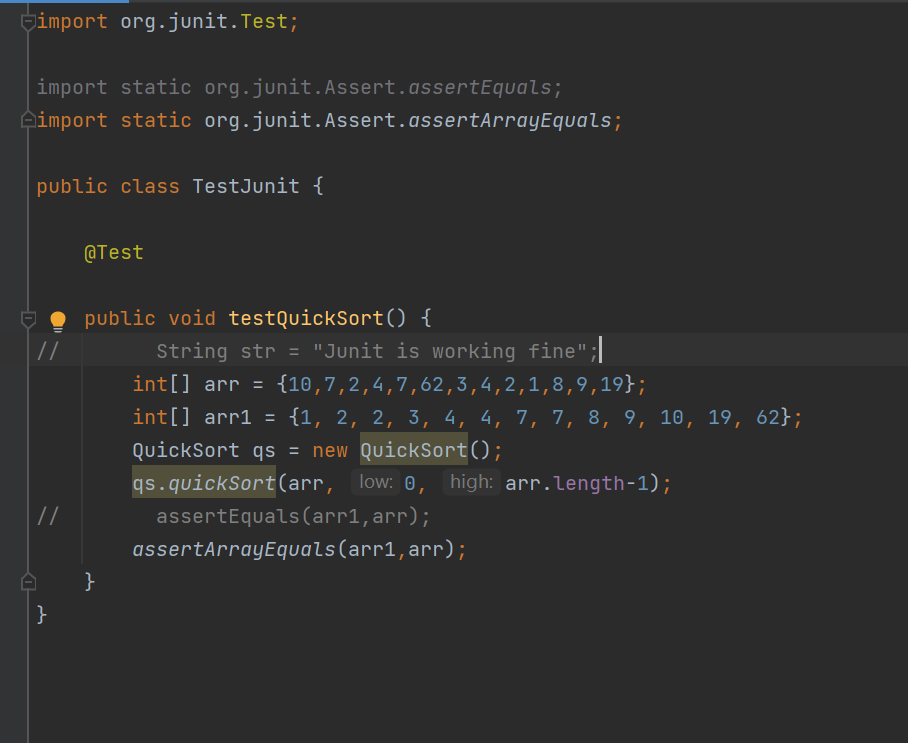 import org.junit.Test;
import static org.junit.Assert.assertEquals;
import static org.junit.Assert.assertArrayEquals;
public class TestJunit {
@Test
public void testQuickSort() {
// String str = "Junit is working fine";
int[] arr = {10,7,2,4,7,62,3,4,2,1,8,9,19};
int[] arr1 = {1, 2, 2, 3, 4, 4, 7, 7, 8, 9, 10, 19, 62};
QuickSort qs = new QuickSort();
qs.quickSort(arr, low: 0, high: arr.length-1);
// assertEquals(arr1,arr);
assertArrayEquals(arr1,arr);
}
}